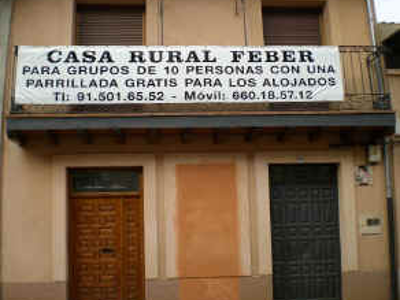 CASA RURAL FEBER
PARA GRUPOS DE 10 PERSONAS CON UNA
PARRILLADA GRATIS PARA LOS ALOJADOS
Tl: 91.501.65.52 - Móvil: 660.18.57.12